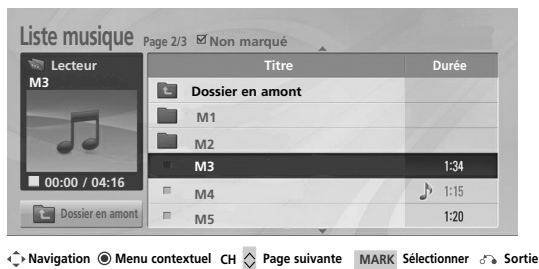 Liste musique Page 2/3 Non marqué
Lecteur
M3
00:00 / 04:16
Dossier en amont
Titre Durée
Dossier en amont
M1
M2
M3 1:34
M4 1:15
M5 1:20
Navigation Menu contextuel CH Page suivante MARK Sélectionner Sortie